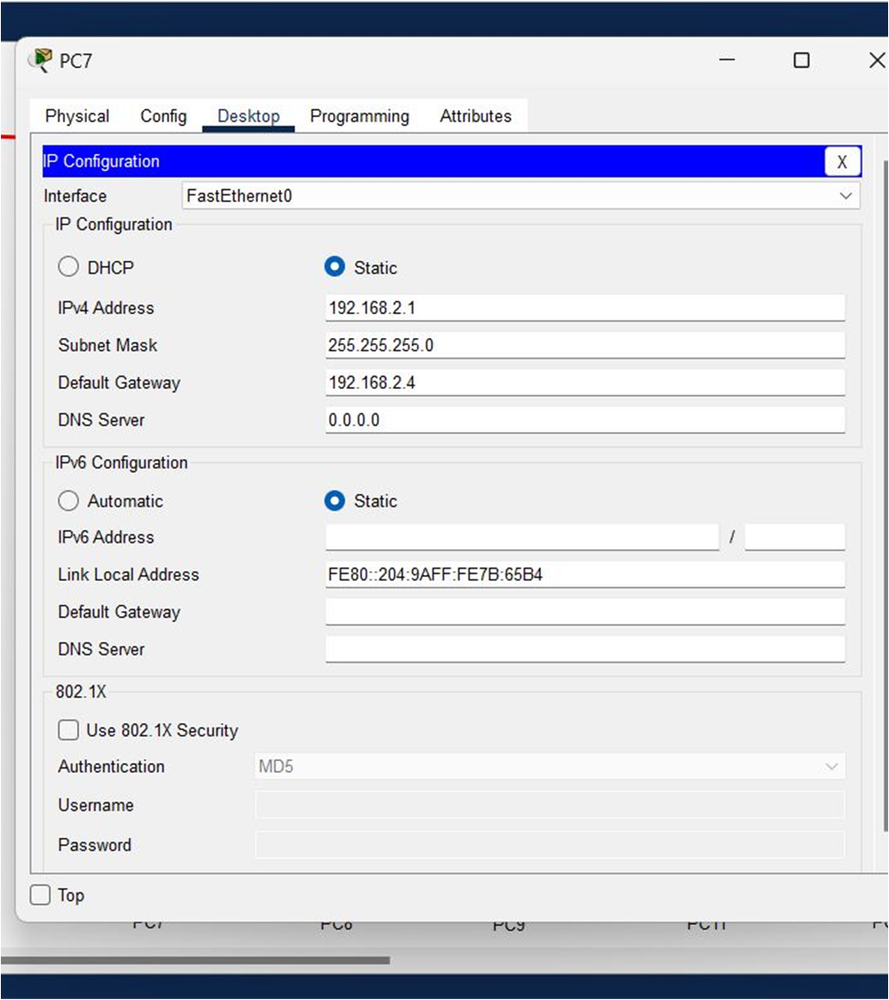 PC7
Physical Config Desktop Programming Attributes
IP Configuration X
Interface FastEthernet0
IP Configuration
DHCP Static
IPv4 Address 192.168.2.1
Subnet Mask 255.255.255.0
Default Gateway 192.168.2.4
DNS Server 0.0.0.0
IPv6 Configuration
Automatic Static
IPv6 Address /
Link Local Address FE80::204:9AFF:FE7B:65B4
Default Gateway
DNS Server
802.1X
Use 802.1X Security
Authentication MD5
Username
Password
Top
PC7 PC8 PC9 PC11